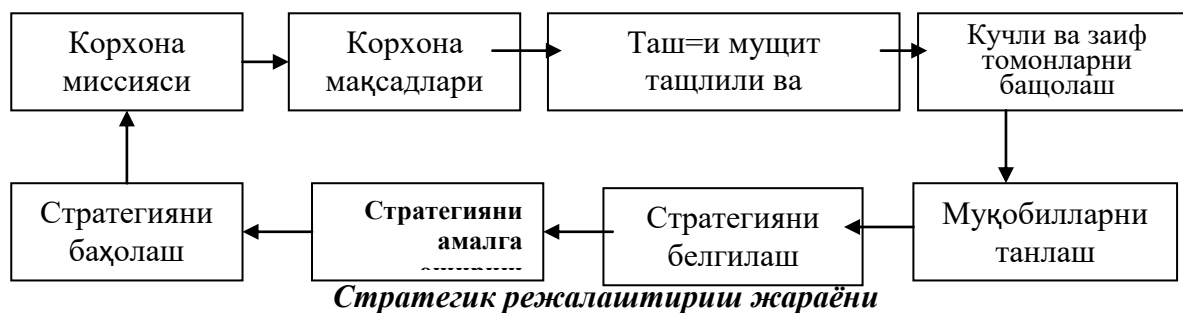 Корхона
миссияси
Корхона
мақсадлари
Таш=и мущит
тащлили ва
Кучли ва заиф
томонларни
бащолаш
Стратегияни
баҳолаш
Стратегияни
амалга
Стратегияни
белгилаш
Муқобилларни
танлаш
Стратегик режалаштириш жараёни